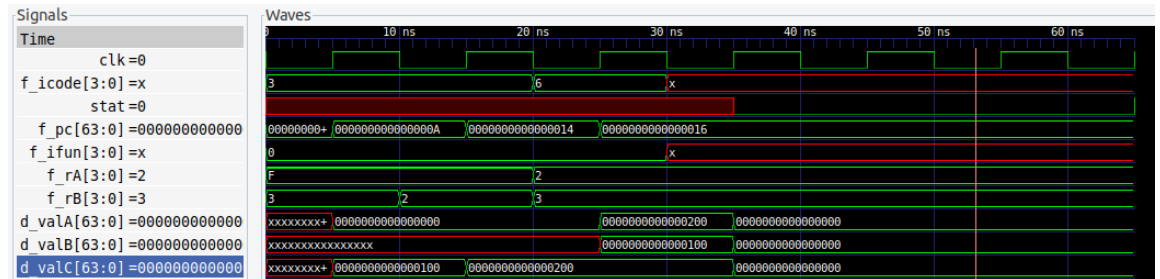 Signals Waves
Time 0 10 ns 20 ns 30 ns 40 ns 50 ns 60 ns
clk=0
f_icode[3:0]=x 3 6 x
stat=0
f_pc[63:0]=000000000000 00000000+ 000000000000000A 0000000000000014 0000000000000016
f_ifun[3:0]=x 0 x
f_rA[3:0]=2 F 2
f_rB[3:0]=3 3 2 3
d_valA[63:0]=000000000000 xxxxxxxx+ 0000000000000000 0000000000000200 0000000000000000
d_valB[63:0]=000000000000 xxxxxxxxxxxxxxxx 0000000000000100 0000000000000000
d_valC[63:0]=000000000000 xxxxxxxx+ 0000000000000100 0000000000000200 0000000000000000